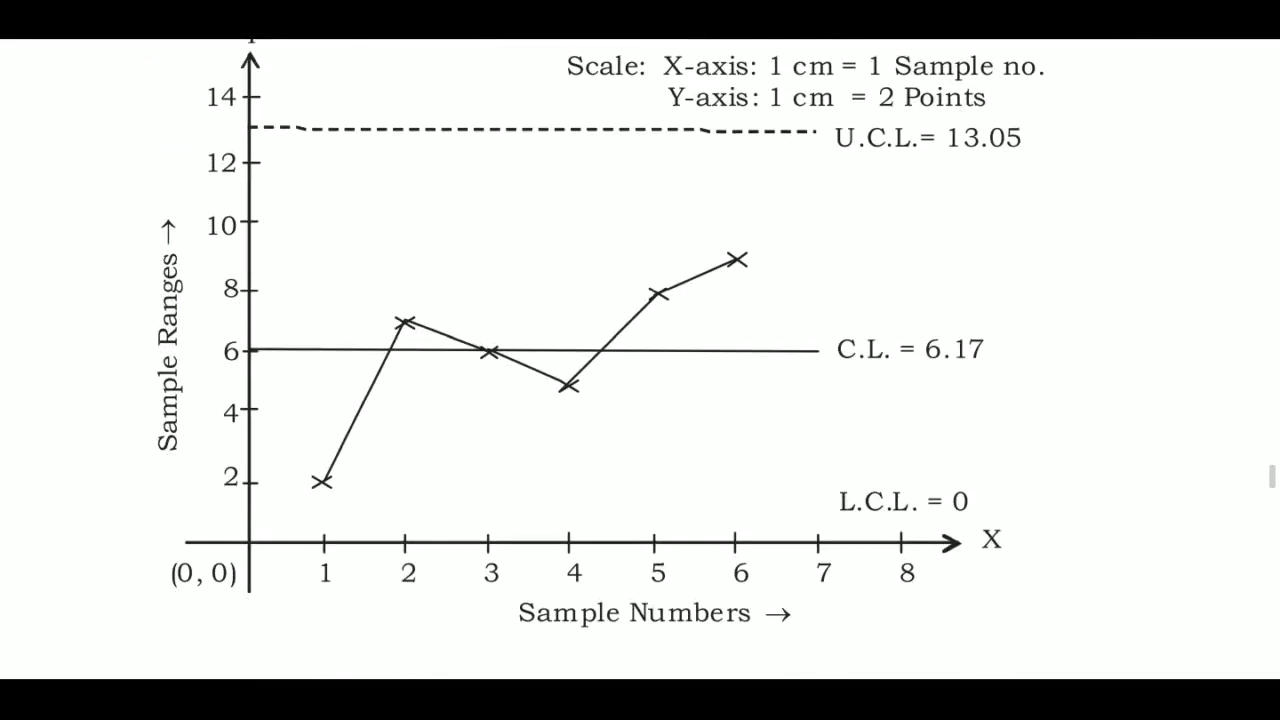 Scale: X-axis: 1 cm = 1 Sample no.
Y-axis: 1 cm = 2 Points
14
U.C.L.= 13.05
12
10
8
6
C.L. = 6.17
4
2
L.C.L. = 0
Sample Ranges →
X
(0, 0)
1 2 3 4 5 6 7 8
Sample Numbers →